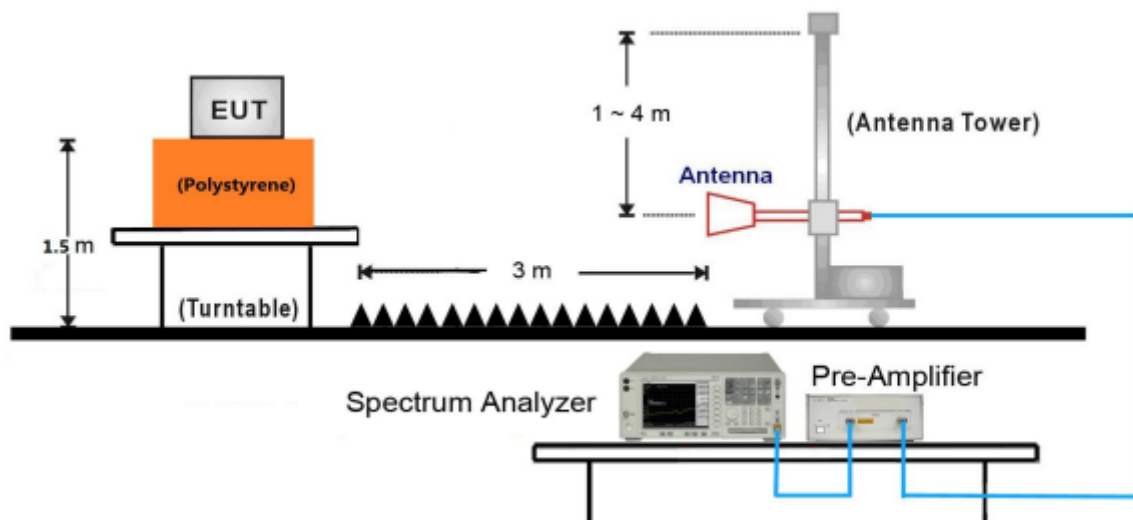 EUT
(Polystyrene)
1.5 m
(Turntable)
3 m
1 ~ 4 m
(Antenna Tower)
Antenna
Spectrum Analyzer
Pre-Amplifier